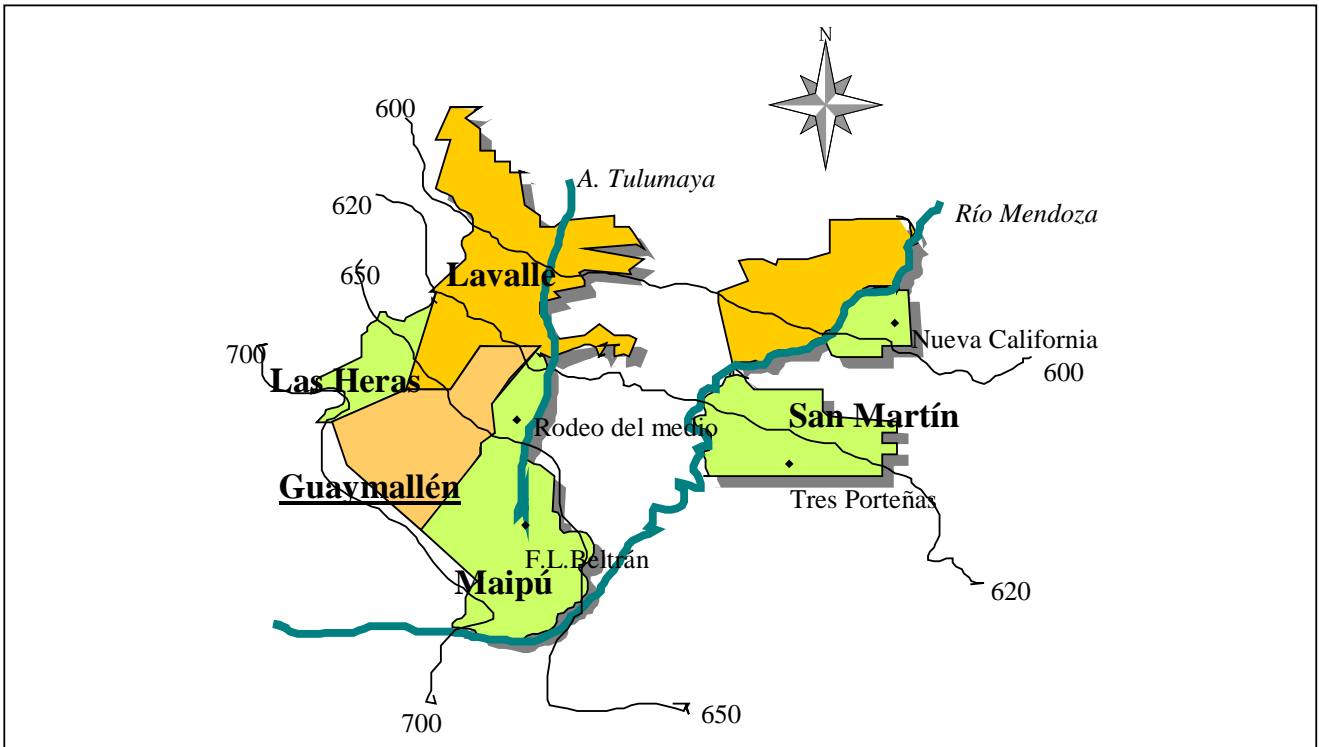 N
600
A. Tulumaya
620
Río Mendoza
650
Lavalle
Nueva California
700
Las Heras
600
San Martín
Rodeo del medio
Guaymallén
Tres Porteñas
F.L.Beltrán
Maipú
620
700
650